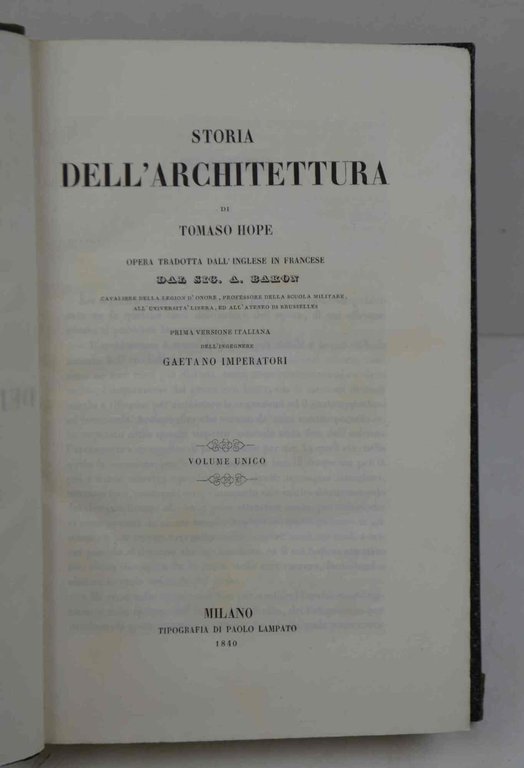 STORIA
DELL'ARCHITETTURA
DI
TOMASO HOPE
OPERA TRADOTTA DALL'INGLESE IN FRANCESE
DAL SIG. A. BARON
CAVALIERE DELLA LEGION D'ONORE, PROFESSORE DELLA SCUOLA MILITARE,
ALL'UNIVERSITA' LIBERA, ED ALL'ATENEO DI BRUSSELLES
PRIMA VERSIONE ITALIANA
DELL'INGEGNERE
GAETANO IMPERATORI
VOLUME UNICO
MILANO
TIPOGRAFIA DI PAOLO LAMPATO
1840